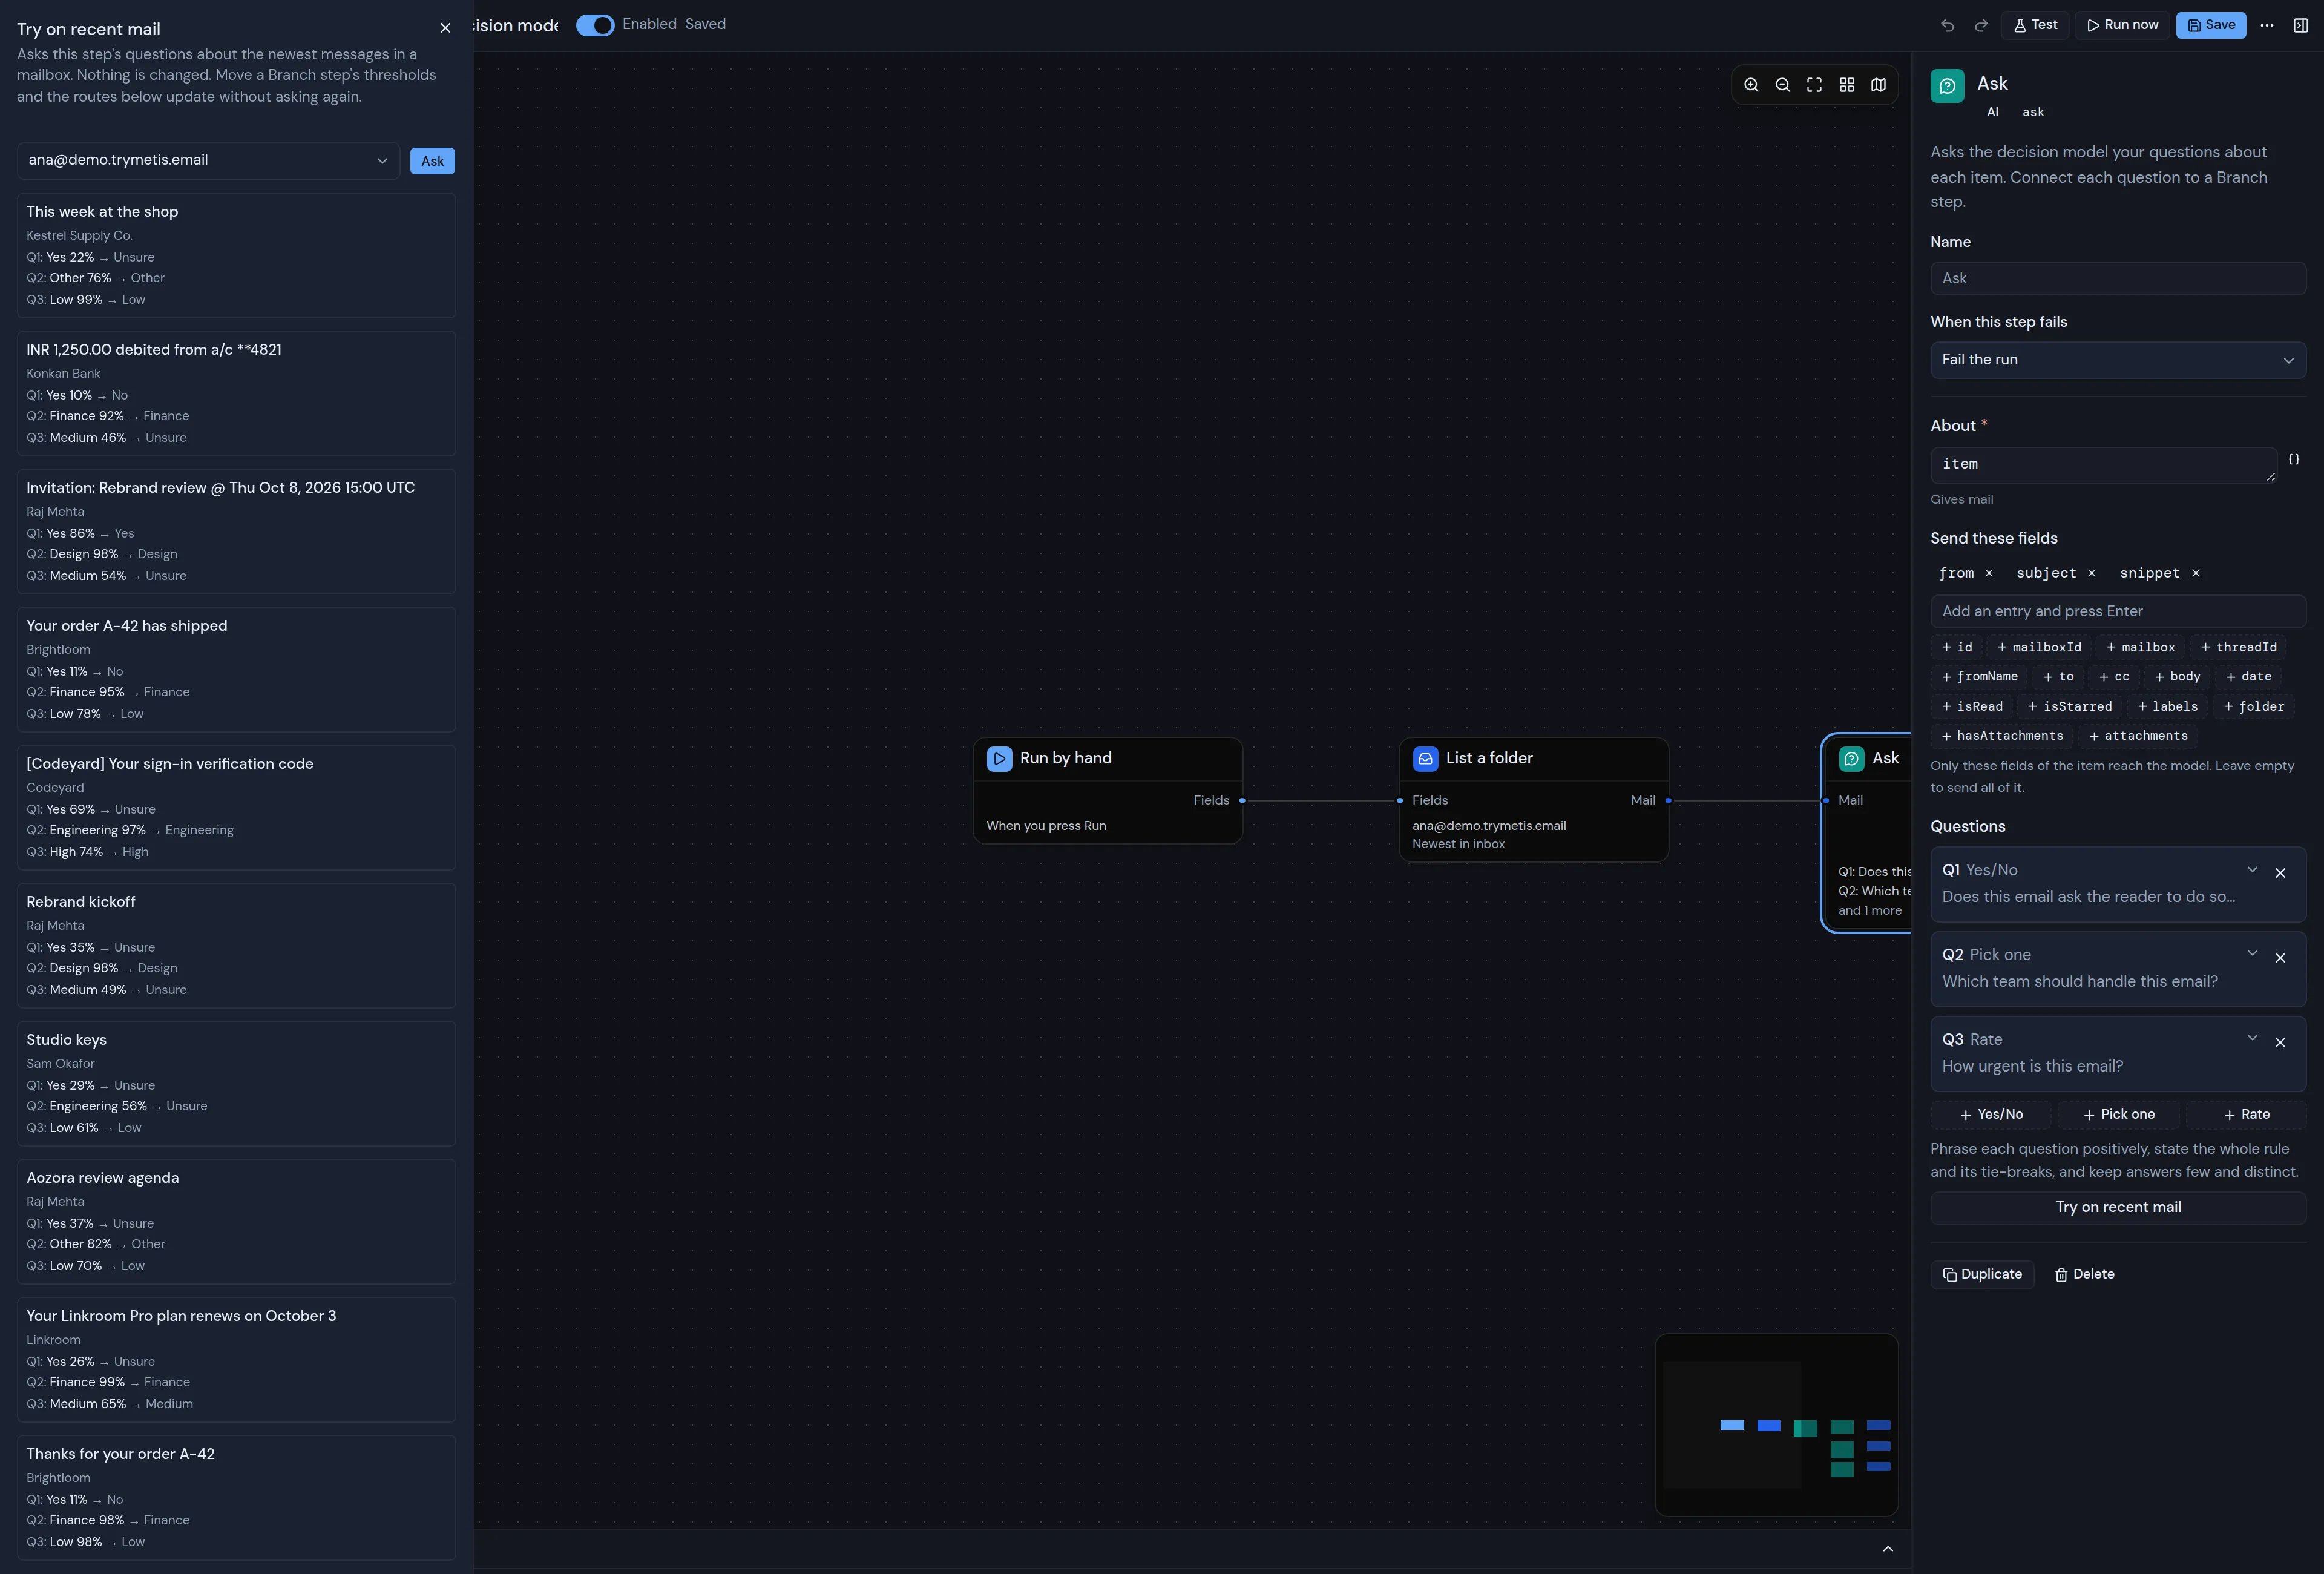 Try on recent mail
Asks this step's questions about the newest messages in a
mailbox. Nothing is changed. Move a Branch step's thresholds
and the routes below update without asking again.
ana@demo.trymetis.email
Ask
This week at the shop
Kestrel Supply Co.
Q1: Yes 22% → Unsure
Q2: Other 76% → Other
Q3: Low 99% → Low
INR 1,250.00 debited from a/c **4821
Konkan Bank
Q1: Yes 10% → No
Q2: Finance 92% → Finance
Q3: Medium 46% → Unsure
Invitation: Rebrand review @ Thu Oct 8, 2026 15:00 UTC
Raj Mehta
Q1: Yes 86% → Yes
Q2: Design 98% → Design
Q3: Medium 54% → Unsure
Your order A-42 has shipped
Brightloom
Q1: Yes 11% → No
Q2: Finance 95% → Finance
Q3: Low 78% → Low
[Codeyard] Your sign-in verification code
Codeyard
Q1: Yes 69% → Unsure
Q2: Engineering 97% → Engineering
Q3: High 74% → High
Rebrand kickoff
Raj Mehta
Q1: Yes 35% → Unsure
Q2: Design 98% → Design
Q3: Medium 49% → Unsure
Studio keys
Sam Okafor
Q1: Yes 29% → Unsure
Q2: Engineering 56% → Unsure
Q3: Low 61% → Low
Aozora review agenda
Raj Mehta
Q1: Yes 37% → Unsure
Q2: Other 82% → Other
Q3: Low 70% → Low
Your Linkroom Pro plan renews on October 3
Linkroom
Q1: Yes 26% → Unsure
Q2: Finance 99% → Finance
Q3: Medium 65% → Medium
Thanks for your order A-42
Brightloom
Q1: Yes 11% → No
Q2: Finance 98% → Finance
Q3: Low 98% → Low
cision mode
Enabled Saved
Test
Run now
Save
Run by hand
Fields
When you press Run
List a folder
Fields
Mail
ana@demo.trymetis.email
Newest in inbox
Ask
Mail
Q1: Does this
Q2: Which te
and 1 more
Ask
AI ask
Asks the decision model your questions about
each item. Connect each question to a Branch
step.
Name
Ask
When this step fails
Fail the run
About *
item
{}
Gives mail
Send these fields
from × subject × snippet ×
Add an entry and press Enter
+ id + mailboxId + mailbox + threadId
+ fromName + to + cc + body + date
+ isRead + isStarred + labels + folder
+ hasAttachments + attachments
Only these fields of the item reach the model. Leave empty
to send all of it.
Questions
Q1 Yes/No
Does this email ask the reader to do so...
Q2 Pick one
Which team should handle this email?
Q3 Rate
How urgent is this email?
+ Yes/No + Pick one + Rate
Phrase each question positively, state the whole rule
and its tie-breaks, and keep answers few and distinct.
Try on recent mail
Duplicate
Delete